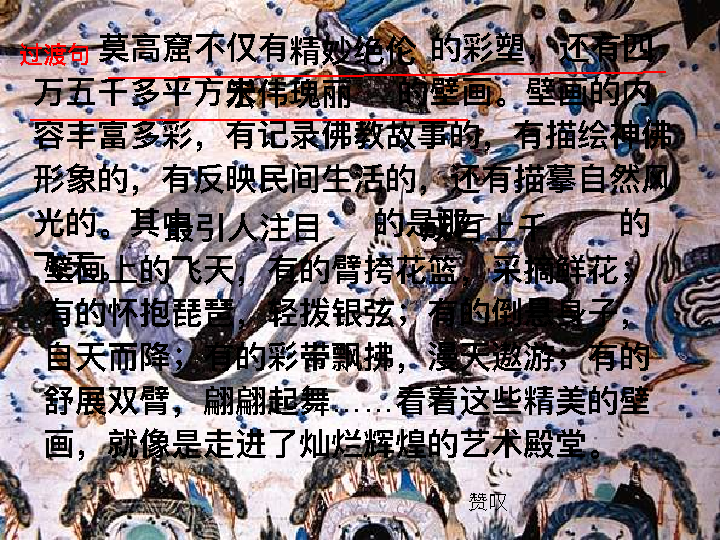 过渡句
莫高窟不仅有精妙绝伦 的彩塑，还有四
万五千多平方米宏伟瑰丽 的壁画。壁画的内
容丰富多彩，有记录佛教故事的，有描绘神佛
形象的，有反映民间生活的，还有描摹自然风
光的。其中最引人注目 的是那成百上千 的
飞天。
壁画上的飞天，有的臂挎花篮，采摘鲜花；
有的怀抱琵琶，轻拨银弦；有的倒悬身子，
自天而降；有的彩带飘拂，漫天遨游；有的
舒展双臂，翩翩起舞……看着这些精美的壁
画，就像是走进了灿烂辉煌的艺术殿堂。
赞叹